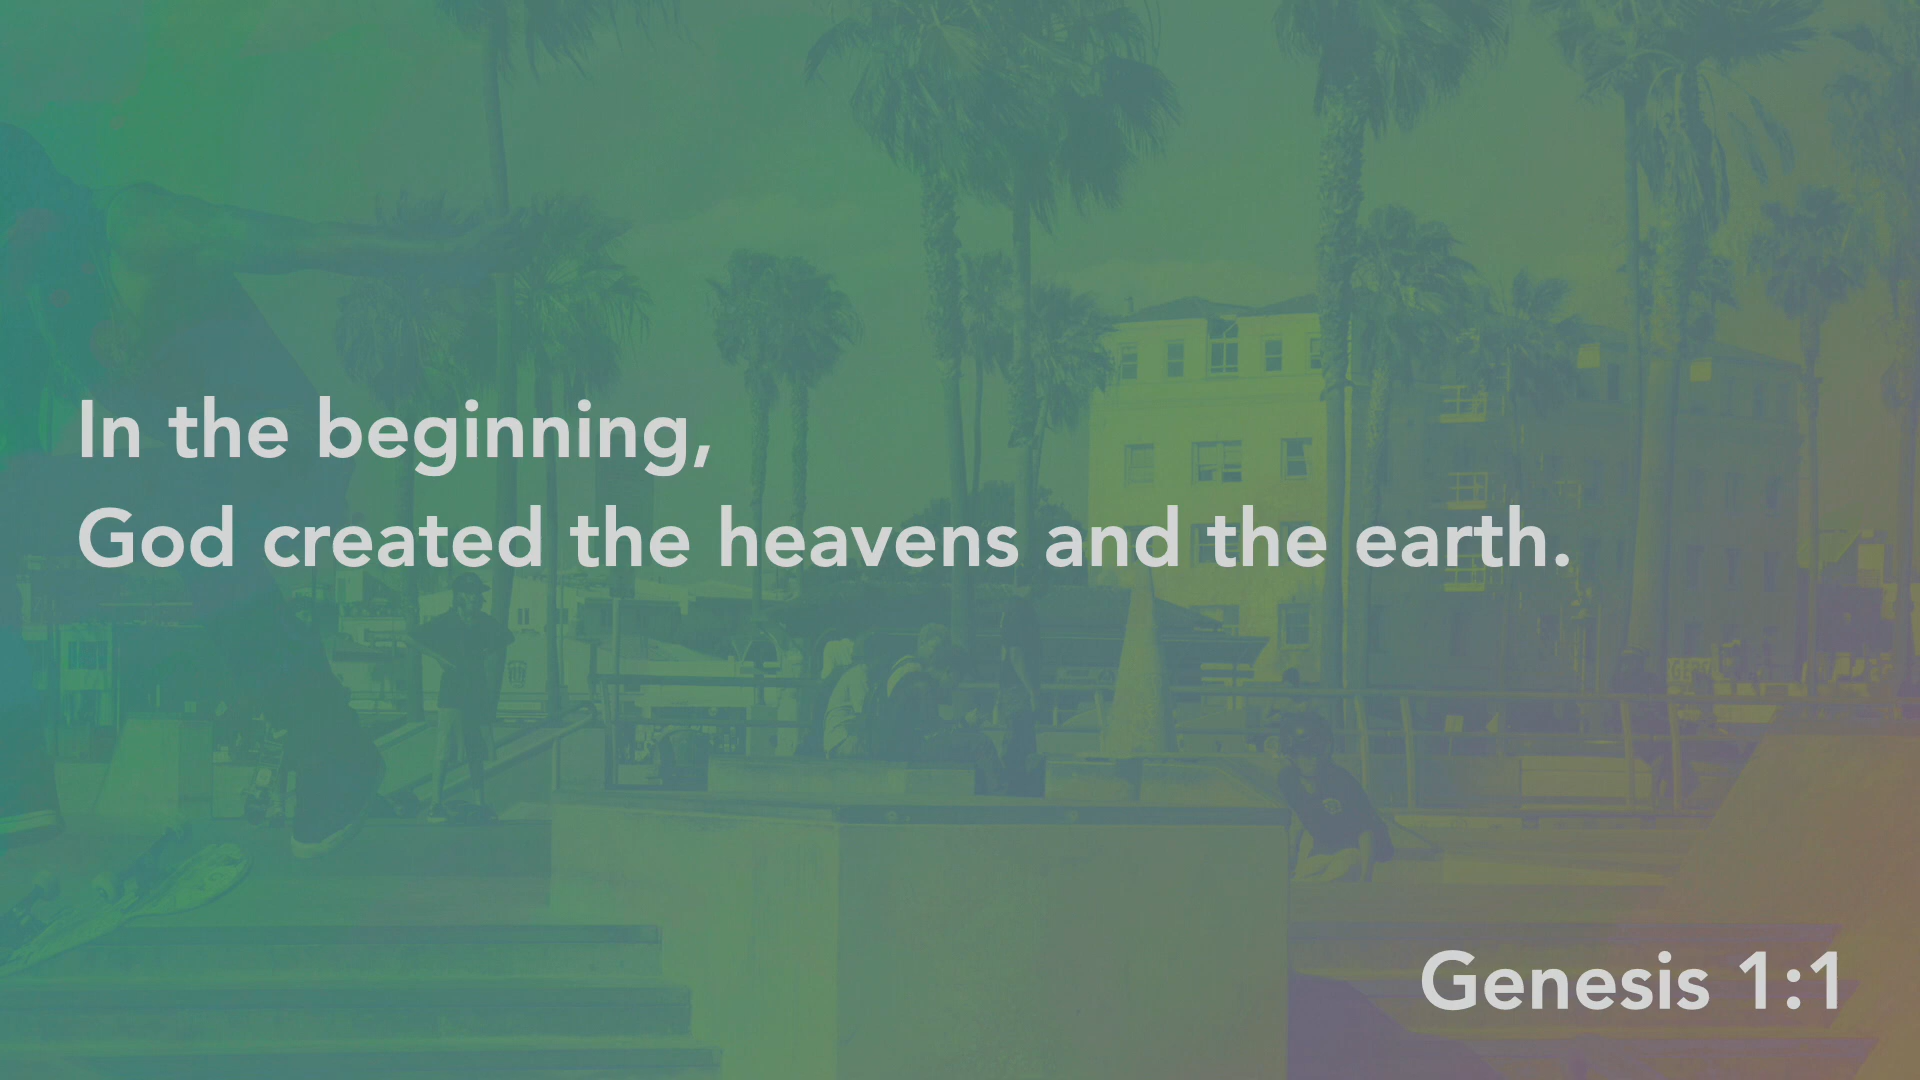 In the beginning,
God created the heavens and the earth.
Genesis 1:1